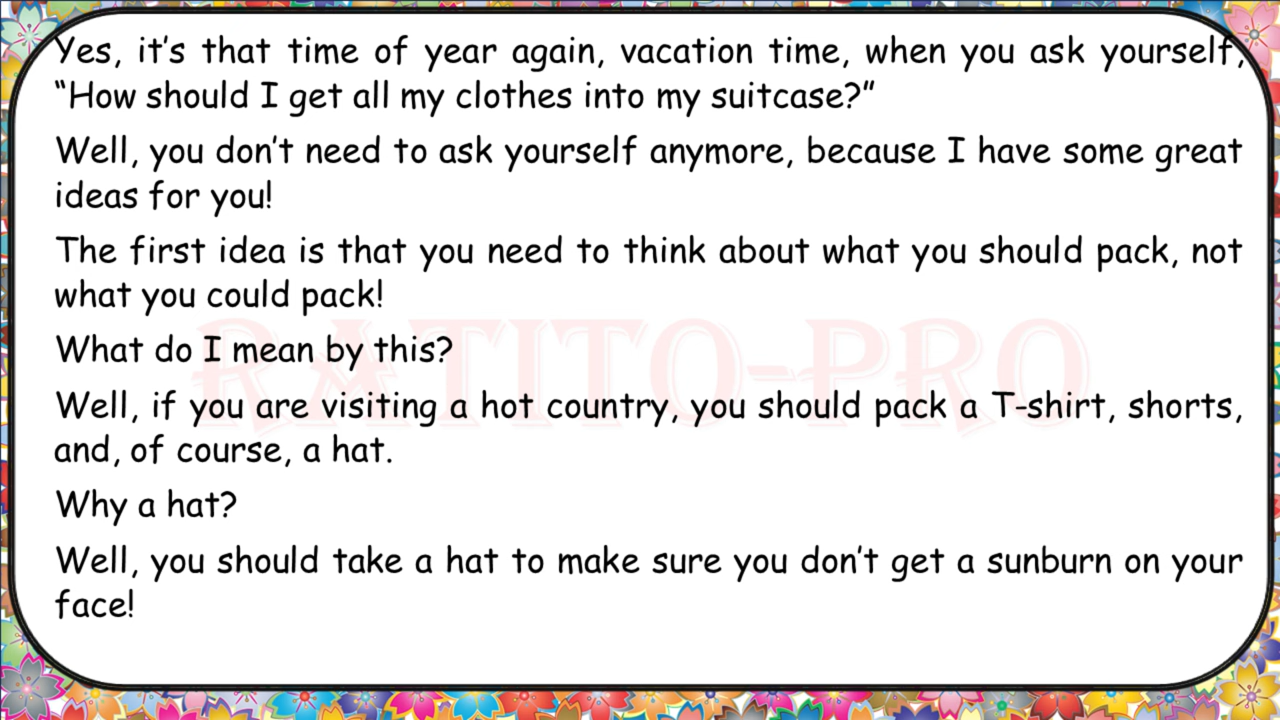 Yes, it’s that time of year again, vacation time, when you ask yourself,
“How should I get all my clothes into my suitcase?”
Well, you don’t need to ask yourself anymore, because I have some great
ideas for you!
The first idea is that you need to think about what you should pack, not
what you could pack!
What do I mean by this?
RATITO-PRO
Well, if you are visiting a hot country, you should pack a T-shirt, shorts,
and, of course, a hat.
Why a hat?
Well, you should take a hat to make sure you don’t get a sunburn on your
face!